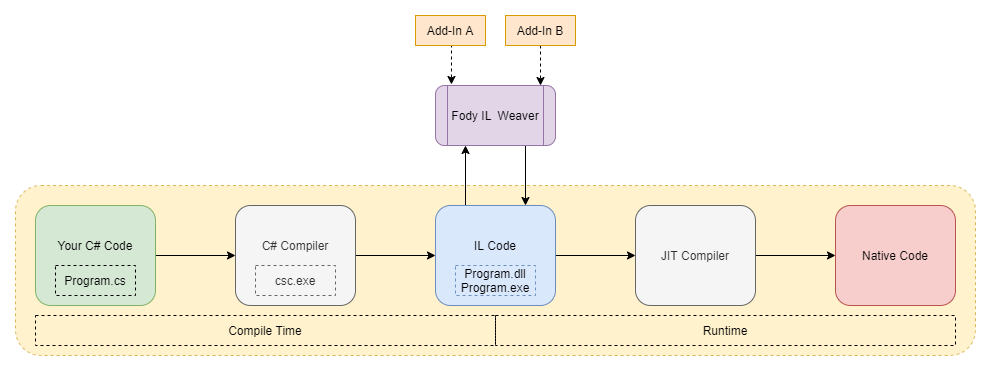 Add-In A
Add-In B
Fody IL Weaver
Your C# Code
Program.cs
C# Compiler
csc.exe
IL Code
Program.dll
Program.exe
JIT Compiler
Native Code
Compile Time
Runtime